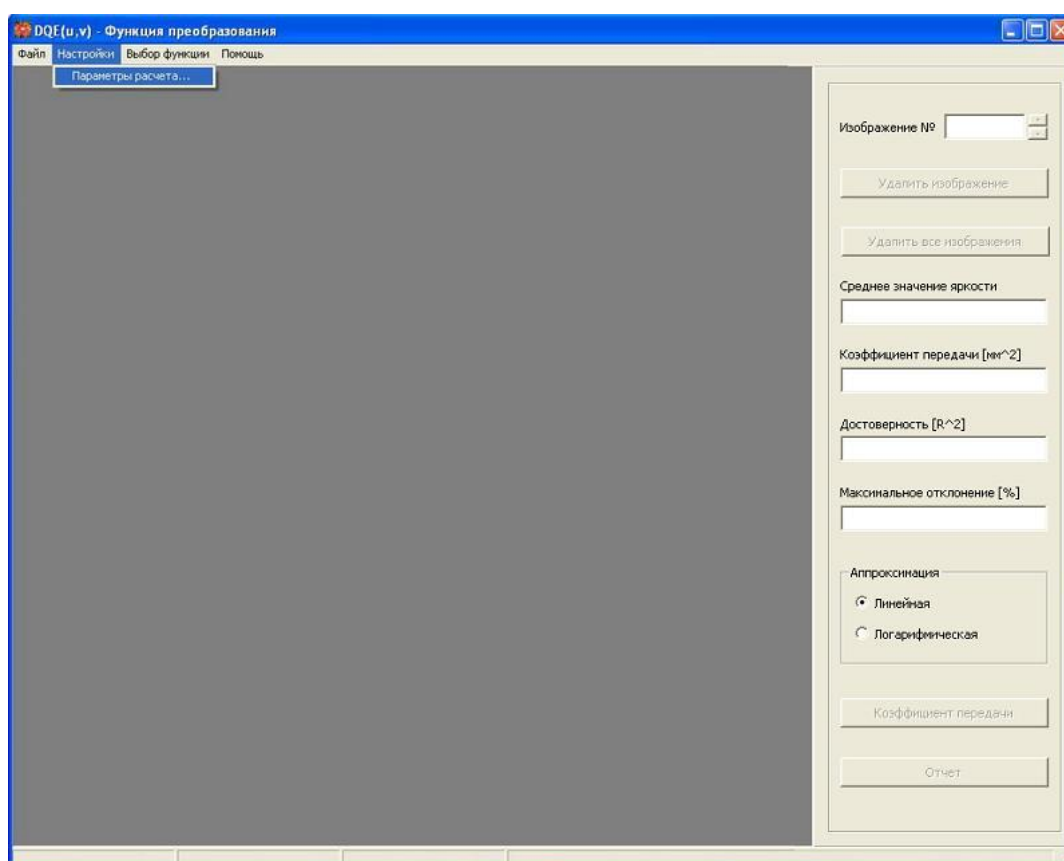 DQE(u,v) - Функция преобразования
Файл Настройки Выбор функции Помощь
Параметры расчета...
Изображение №
Удалить изображение
Удалить все изображения
Среднее значение яркости
Коэффициент передачи [мм^2]
Достоверность [R^2]
Максимальное отклонение [%]
Аппроксимация
Линейная
Логарифмическая
Коэффициент передачи
Отчет